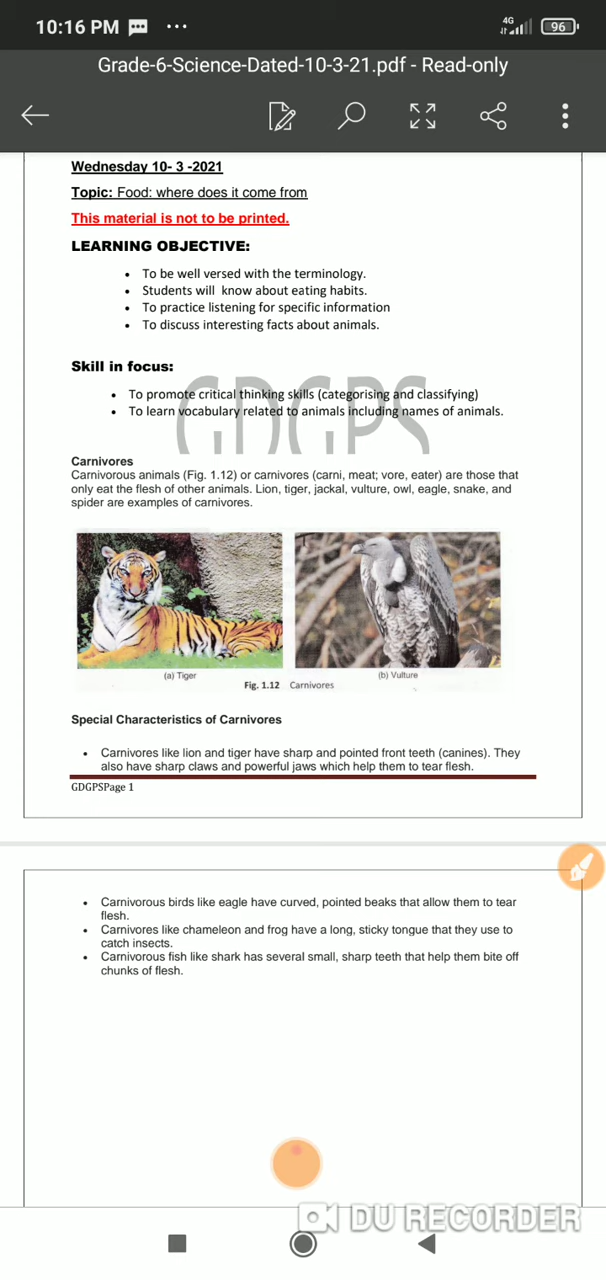 10:16 PM
4G
96
Grade-6-Science-Dated-10-3-21.pdf - Read-only
Wednesday 10- 3 -2021
Topic: Food: where does it come from
This material is not to be printed.
LEARNING OBJECTIVE:
• To be well versed with the terminology.
• Students will know about eating habits.
• To practice listening for specific information
• To discuss interesting facts about animals.
Skill in focus:
GDGPS
• To promote critical thinking skills (categorising and classifying)
• To learn vocabulary related to animals including names of animals.
Carnivores
Carnivorous animals (Fig. 1.12) or carnivores (carni, meat; vore, eater) are those that
only eat the flesh of other animals. Lion, tiger, jackal, vulture, owl, eagle, snake, and
spider are examples of carnivores.
(a) Tiger
(b) Vulture
Fig. 1.12 Carnivores
Special Characteristics of Carnivores
• Carnivores like lion and tiger have sharp and pointed front teeth (canines). They
also have sharp claws and powerful jaws which help them to tear flesh.
GDGPSPage 1
• Carnivorous birds like eagle have curved, pointed beaks that allow them to tear
flesh.
• Carnivores like chameleon and frog have a long, sticky tongue that they use to
catch insects.
• Carnivorous fish like shark has several small, sharp teeth that help them bite off
chunks of flesh.
DU RECORDER